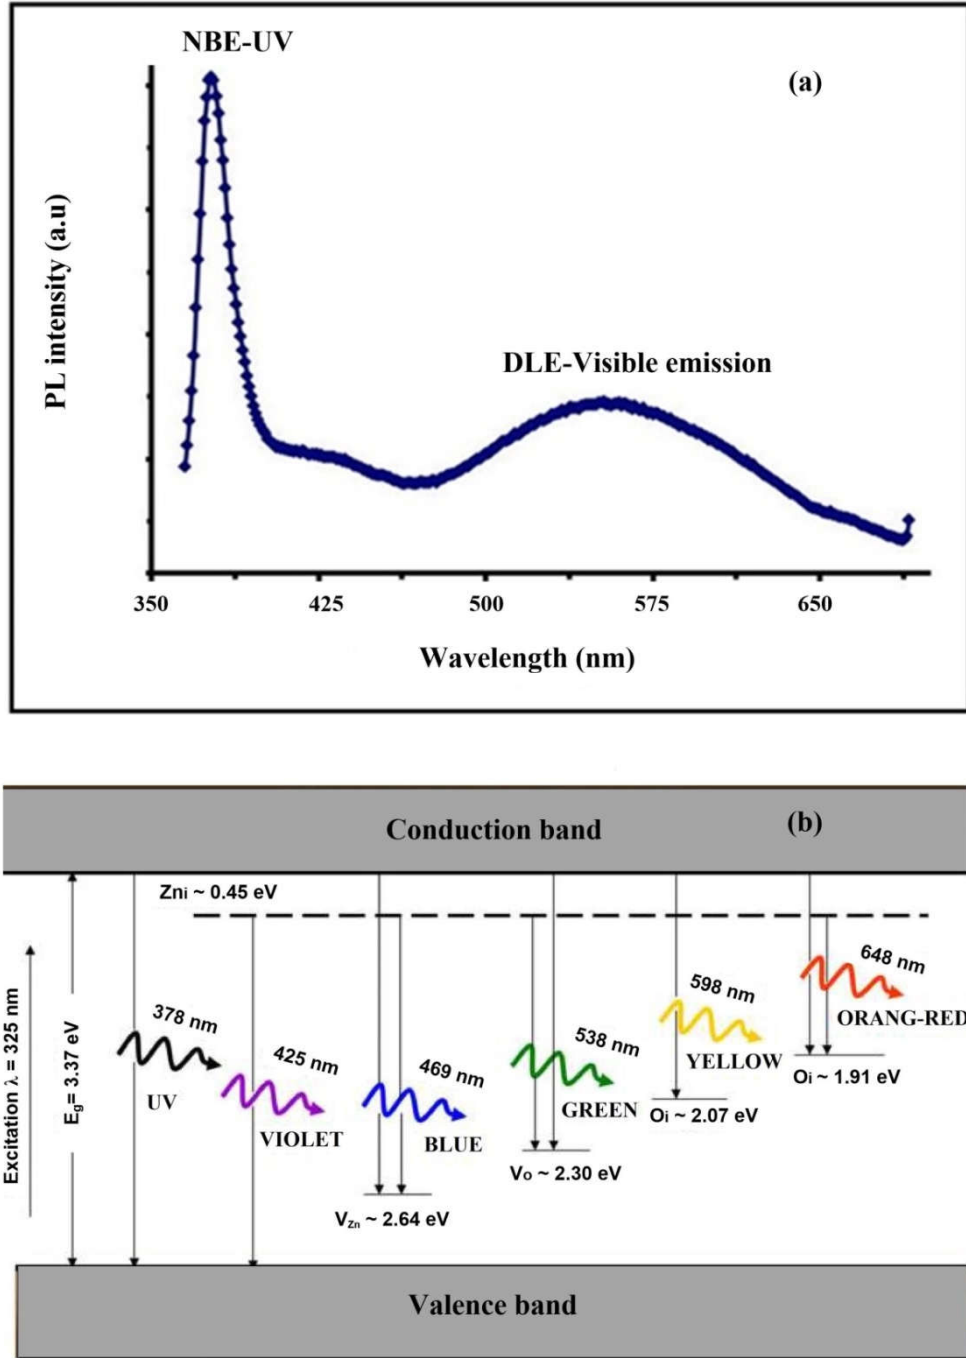 NBE-UV
(a)
PL intensity (a.u)
DLE-Visible emission
350 425 500 575 650
Wavelength (nm)
Conduction band
(b)
Zni ~ 0.45 eV
Excitation λ = 325 nm
Eg= 3.37 eV
378 nm
UV
425 nm
VIOLET
469 nm
BLUE
538 nm
GREEN
598 nm
YELLOW
648 nm
ORANG-RED
VZn ~ 2.64 eV
Vo ~ 2.30 eV
Oi ~ 2.07 eV
Oi ~ 1.91 eV
Valence band